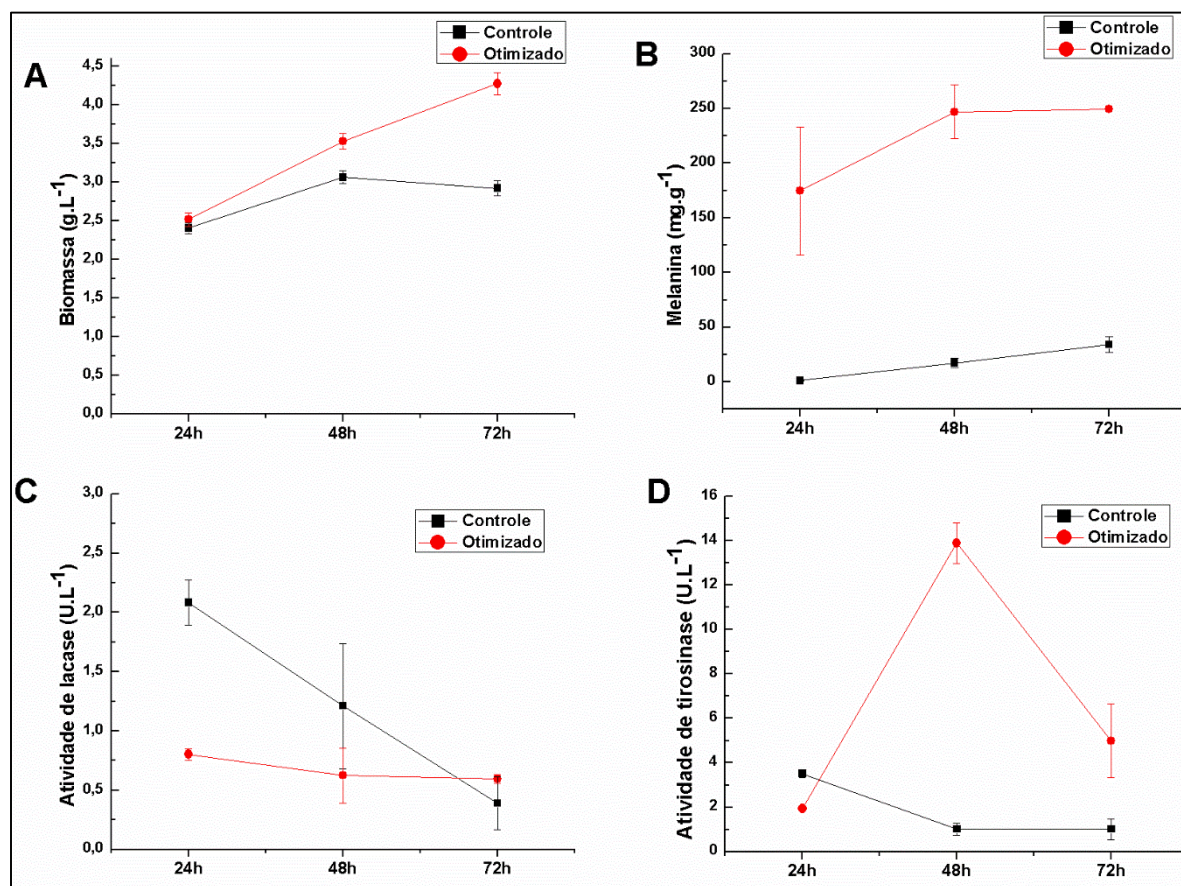 A
Controle
Otimizado
4,5
4,0
3,5
3,0
2,5
2,0
1,5
1,0
0,5
0,0
Biomassa (g.L⁻¹)
24h 48h 72h
B
Controle
Otimizado
300
250
200
150
100
50
0
Melanina (mg.g⁻¹)
24h 48h 72h
C
Controle
Otimizado
3,0
2,5
2,0
1,5
1,0
0,5
0,0
Atividade de lacase (U.L⁻¹)
24h 48h 72h
D
Controle
Otimizado
16
14
12
10
8
6
4
2
0
Atividade de tirosinase (U.L⁻¹)
24h 48h 72h